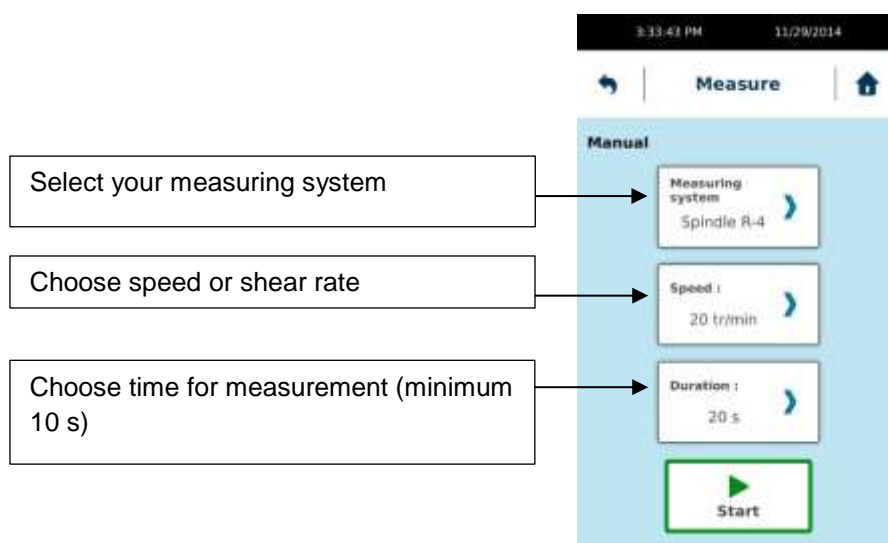 3:33:43 PM 11/29/2014
Measure
Manual
Select your measuring system
Measuring
system
Spindle R-4
Choose speed or shear rate
Speed :
20 tr/min
Choose time for measurement (minimum
10 s)
Duration :
20 s
Start